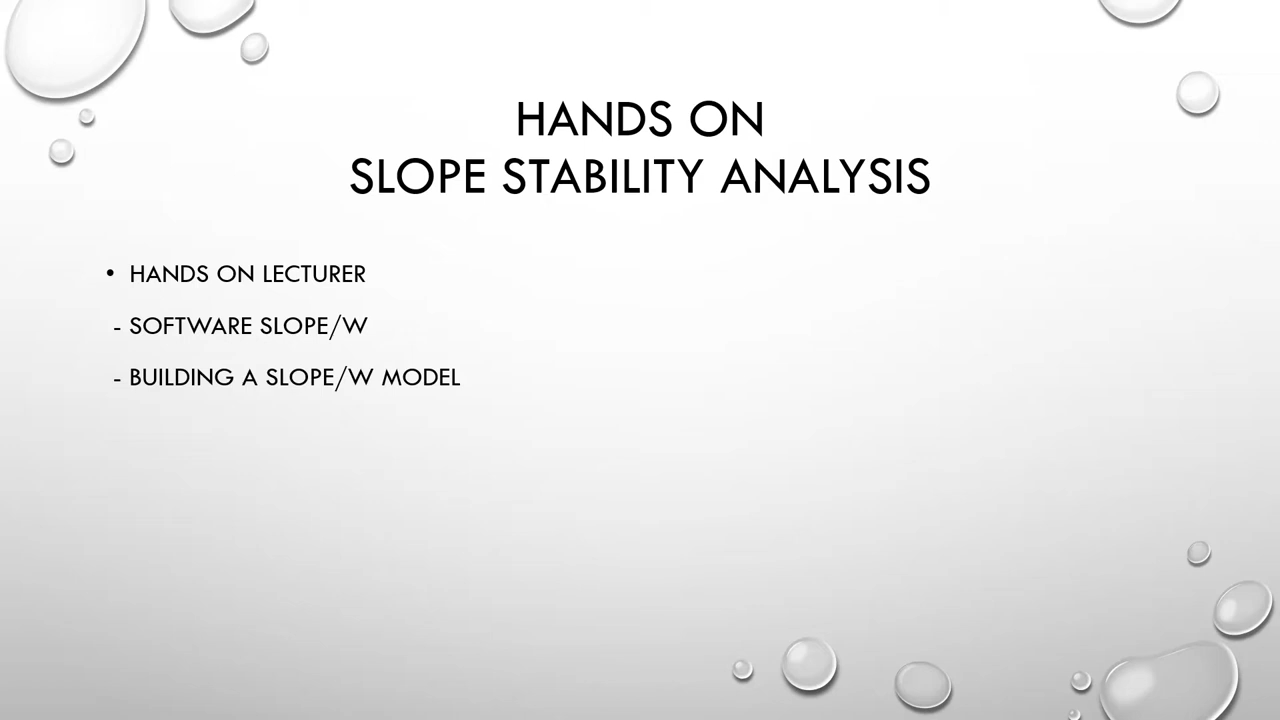 HANDS ON
SLOPE STABILITY ANALYSIS
• HANDS ON LECTURER
- SOFTWARE SLOPE/W
- BUILDING A SLOPE/W MODEL